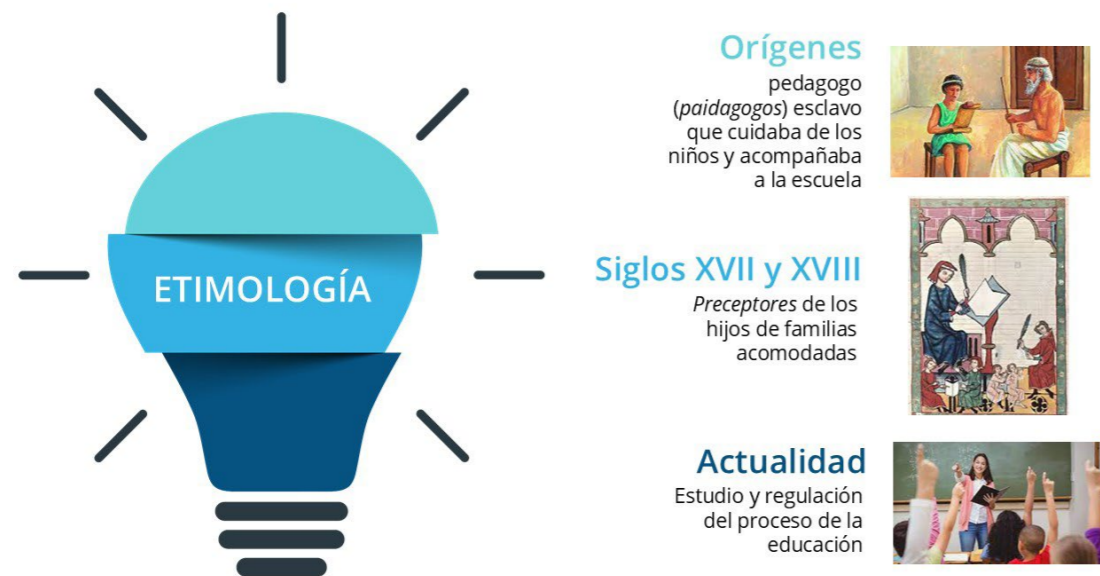 ETIMOLOGÍA
Orígenes
pedagogo
(paidagogos) esclavo
que cuidaba de los
niños y acompañaba
a la escuela
Siglos XVII y XVIII
Preceptores de los
hijos de familias
acomodadas
Actualidad
Estudio y regulación
del proceso de la
educación